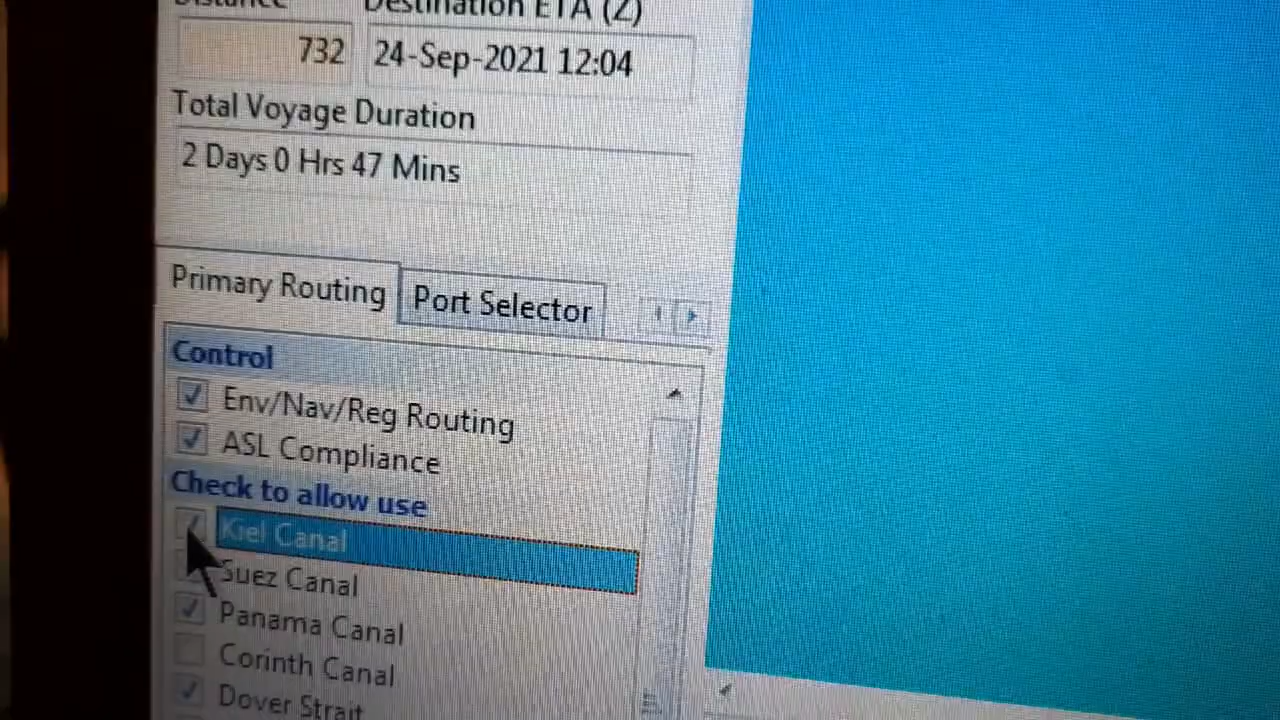 Distance Destination ETA (Z)
732 24-Sep-2021 12:04
Total Voyage Duration
2 Days 0 Hrs 47 Mins
Primary Routing Port Selector
Control
Env/Nav/Reg Routing
ASL Compliance
Check to allow use
Kiel Canal
Suez Canal
Panama Canal
Corinth Canal
Dover Strait